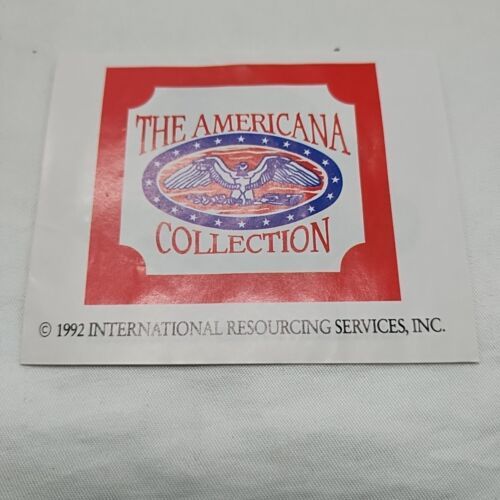 THE AMERICANA
COLLECTION
© 1992 INTERNATIONAL RESOURCING SERVICES, INC.